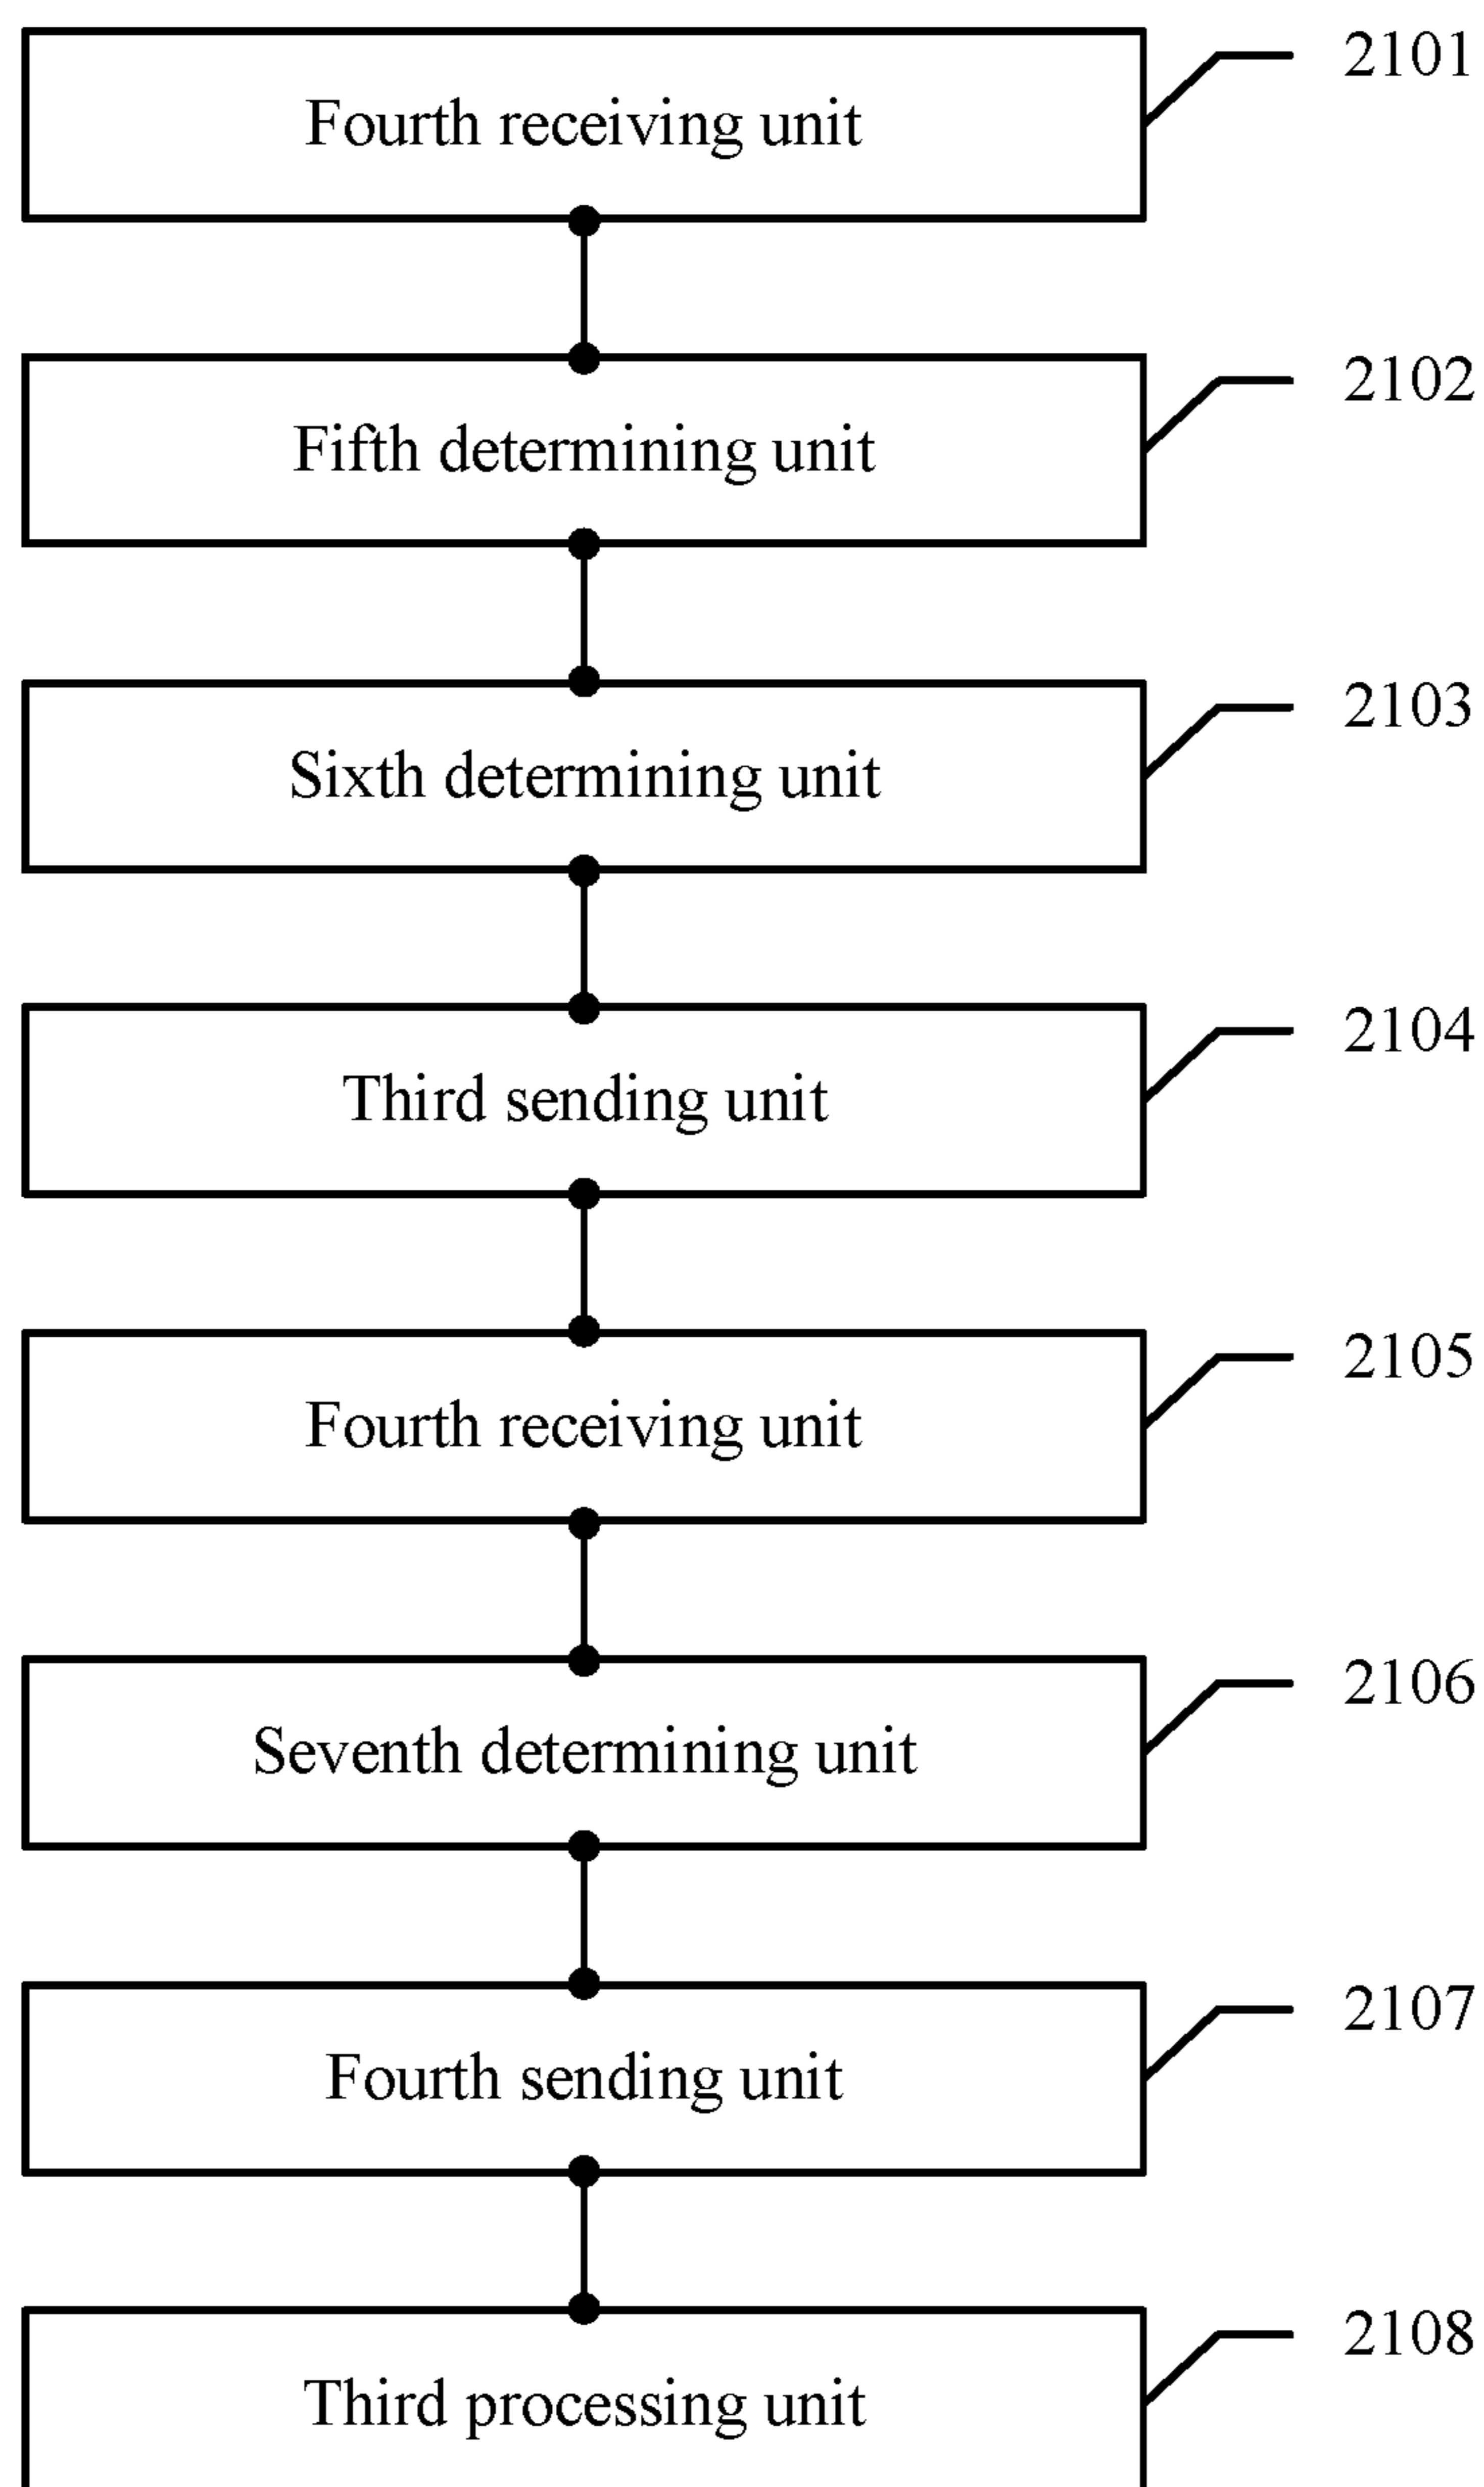 Fourth receiving unit 2101
Fifth determining unit 2102
Sixth determining unit 2103
Third sending unit 2104
Fourth receiving unit 2105
Seventh determining unit 2106
Fourth sending unit 2107
Third processing unit 2108